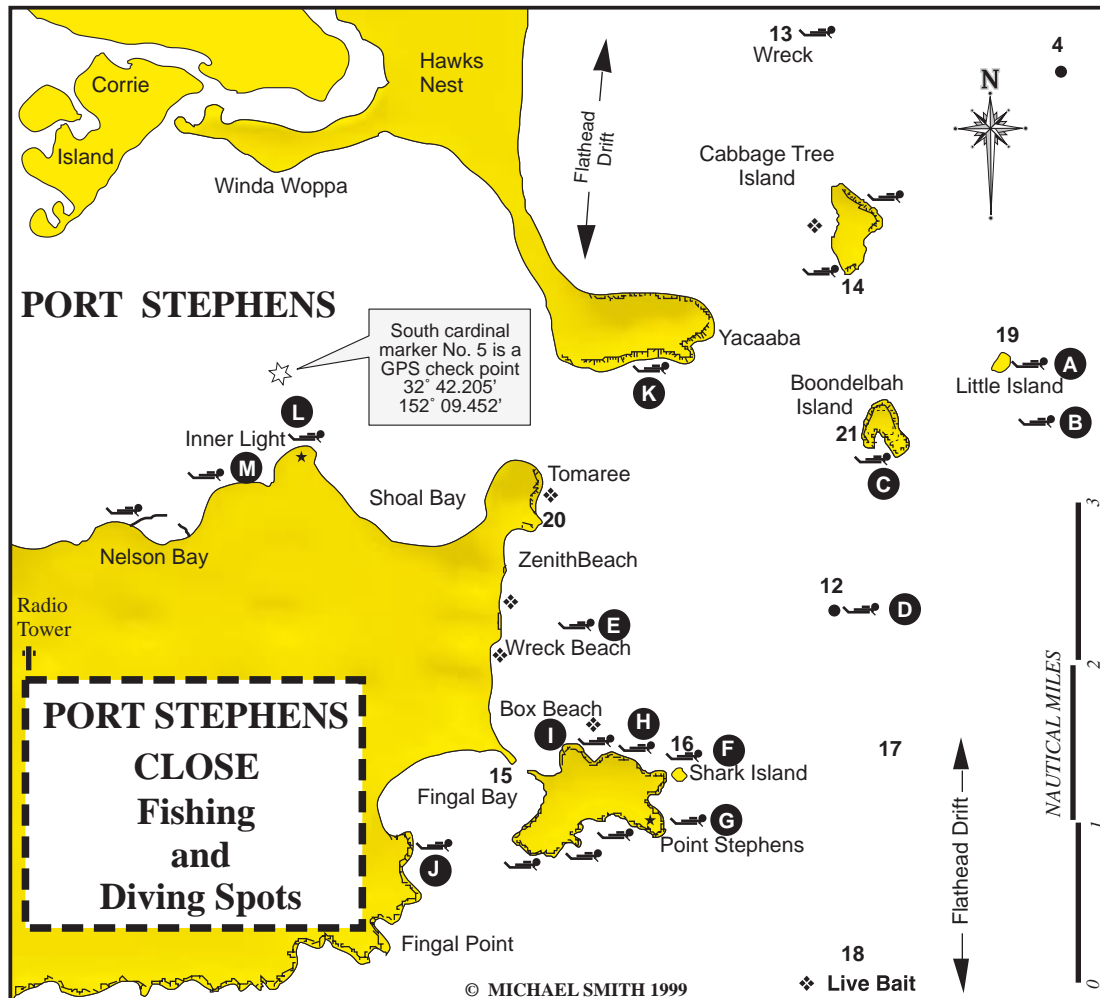 13
Wreck
4
Hawks
Nest
Corrie
Island
N
Flathead
Drift
Cabbage Tree
Island
Winda Woppa
14
PORT STEPHENS
South cardinal
marker No. 5 is a
GPS check point
32° 42.205'
152° 09.452'
Yacaaba
19
A
Little Island
K
Boondelbah
Island
B
L
21
Inner Light
M
C
Tomaree
Shoal Bay
20
3
Nelson Bay
ZenithBeach
12
D
Radio
Tower
E
Wreck Beach
2
NAUTICAL MILES
PORT STEPHENS
CLOSE
Fishing
and
Diving Spots
Box Beach
I
H
16
F
17
15
Shark Island
Fingal Bay
G
1
Point Stephens
J
Flathead Drift
Fingal Point
18
Live Bait
0
© MICHAEL SMITH 1999